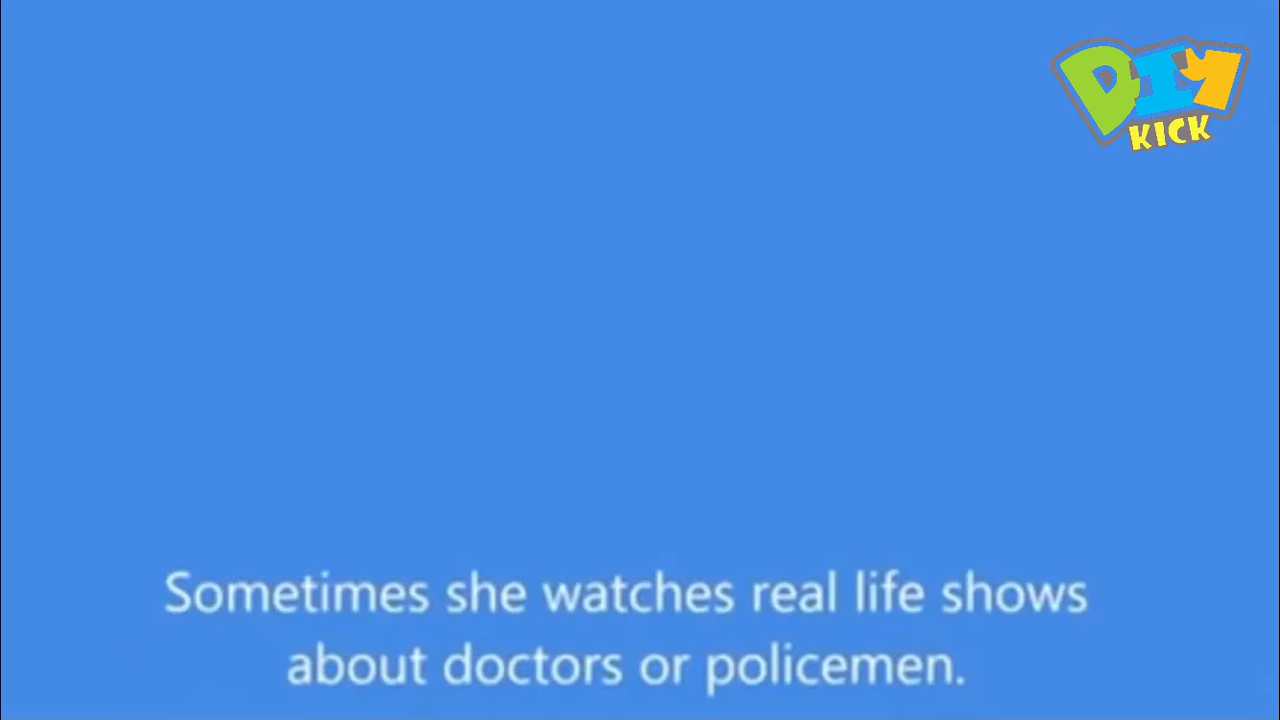 DIY
KICK
Sometimes she watches real life shows
about doctors or policemen.